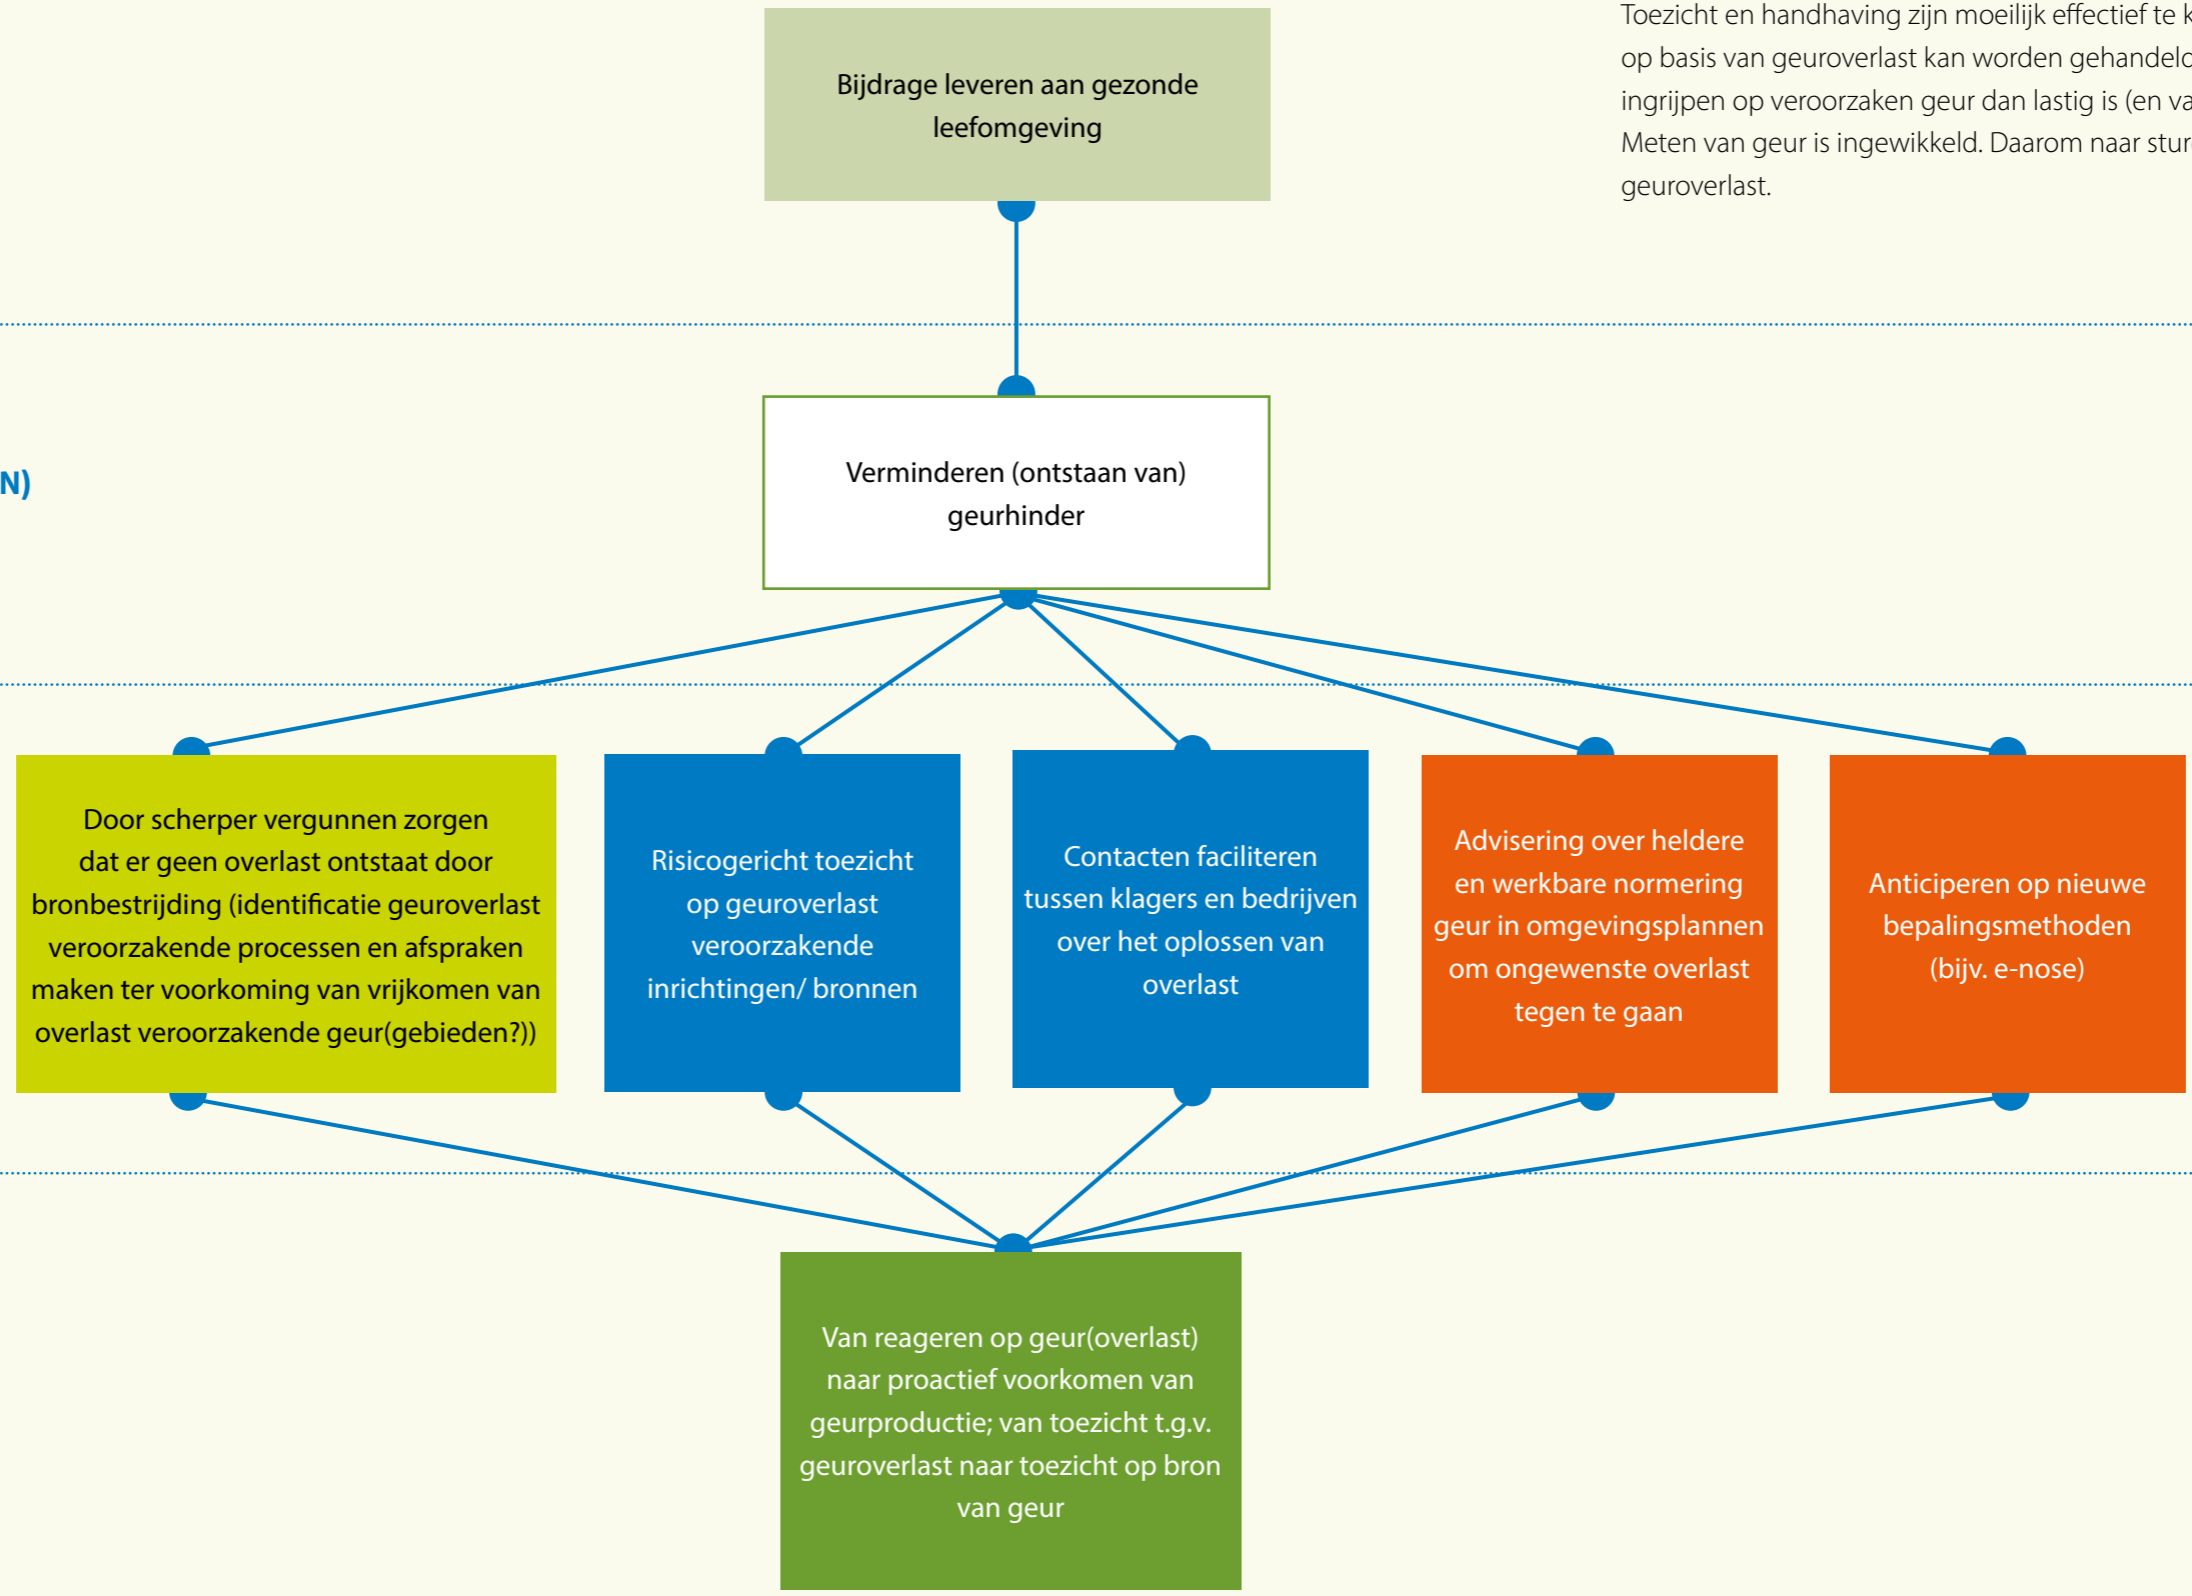 Toezicht en handhaving zijn moeilijk effectief te
op basis van geuroverlast kan worden
ingrijpen op veroorzaken geur dan lastig is (en
Meten van geur is ingewikkeld. Daarom naar
geuroverlast.
Bijdrage leveren aan gezonde
leefomgeving
N)
Verminderen (ontstaan van)
geurhinder
Door scherper vergunnen zorgen
dat er geen overlast ontstaat door
bronbestrijding (identificatie geuroverlast
veroorzakende processen en afspraken
maken ter voorkoming van vrijkomen van
overlast veroorzakende geur(gebieden?))
Risicogericht toezicht
op geuroverlast
veroorzakende
inrichtingen/ bronnen
Contacten faciliteren
tussen klagers en bedrijven
over het oplossen van
overlast
Advisering over heldere
en werkbare normering
geur in omgevingsplannen
om ongewenste overlast
tegen te gaan
Anticiperen op nieuwe
bepalingsmethoden
(bijv. e-nose)
Van reageren op geur(overlast)
naar proactief voorkomen van
geurproductie; van toezicht t.g.v.
geuroverlast naar toezicht op bron
van geur